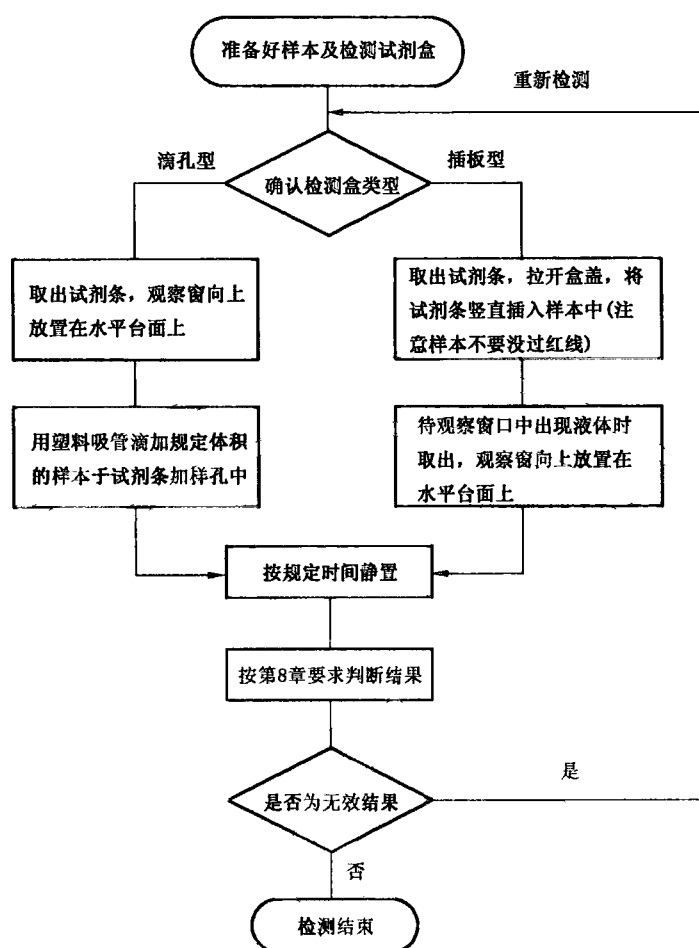 准备好样本及检测试剂盒
重新检测
滴孔型
插板型
确认检测盒类型
取出试剂条，观察窗向上
放置在水平台面上
取出试剂条，拉开盒盖，将
试剂条竖直插入样本中(注
意样本不要没过红线)
用塑料吸管滴加规定体积
的样本于试剂条加样孔中
待观察窗口中出现液体时
取出，观察窗向上放置在
水平台面上
按规定时间静置
按第8章要求判断结果
是
是否为无效结果
否
检测结束